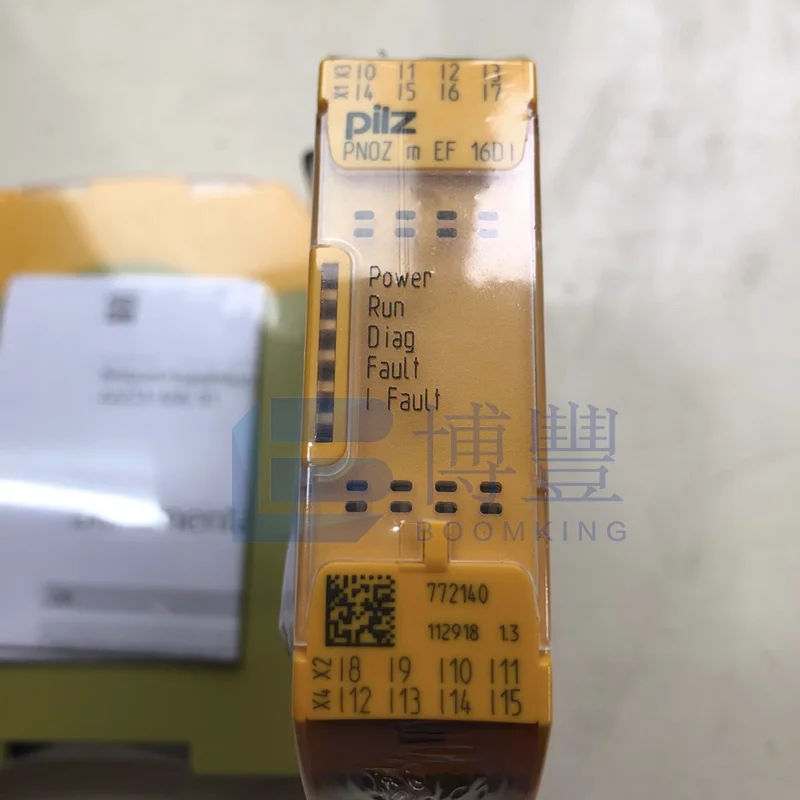 X3 I0 I1 I2 I3
X1 I4 I5 I6 I7
pilz
PNOZ m EF 16DI
Power
Run
Diag
Fault
I Fault
博豐
BOOMKING
772140
112918 1.3
X2 I8 I9 I10 I11
X4 I12 I13 I14 I15